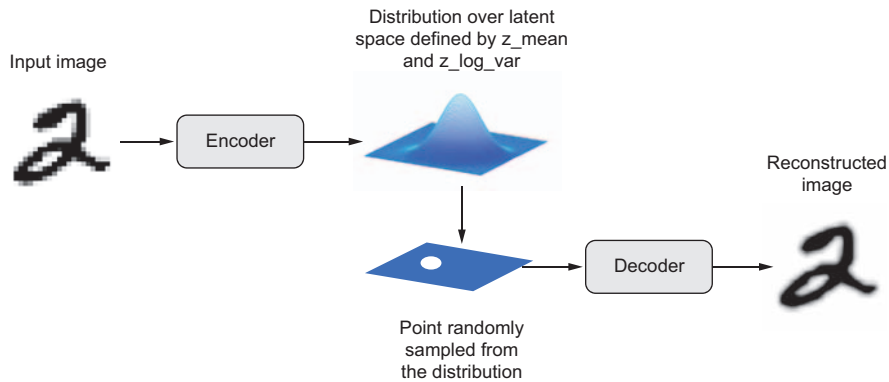 Input image
Encoder
Distribution over latent
space defined by z_mean
and z_log_var
Point randomly
sampled from
the distribution
Decoder
Reconstructed
image